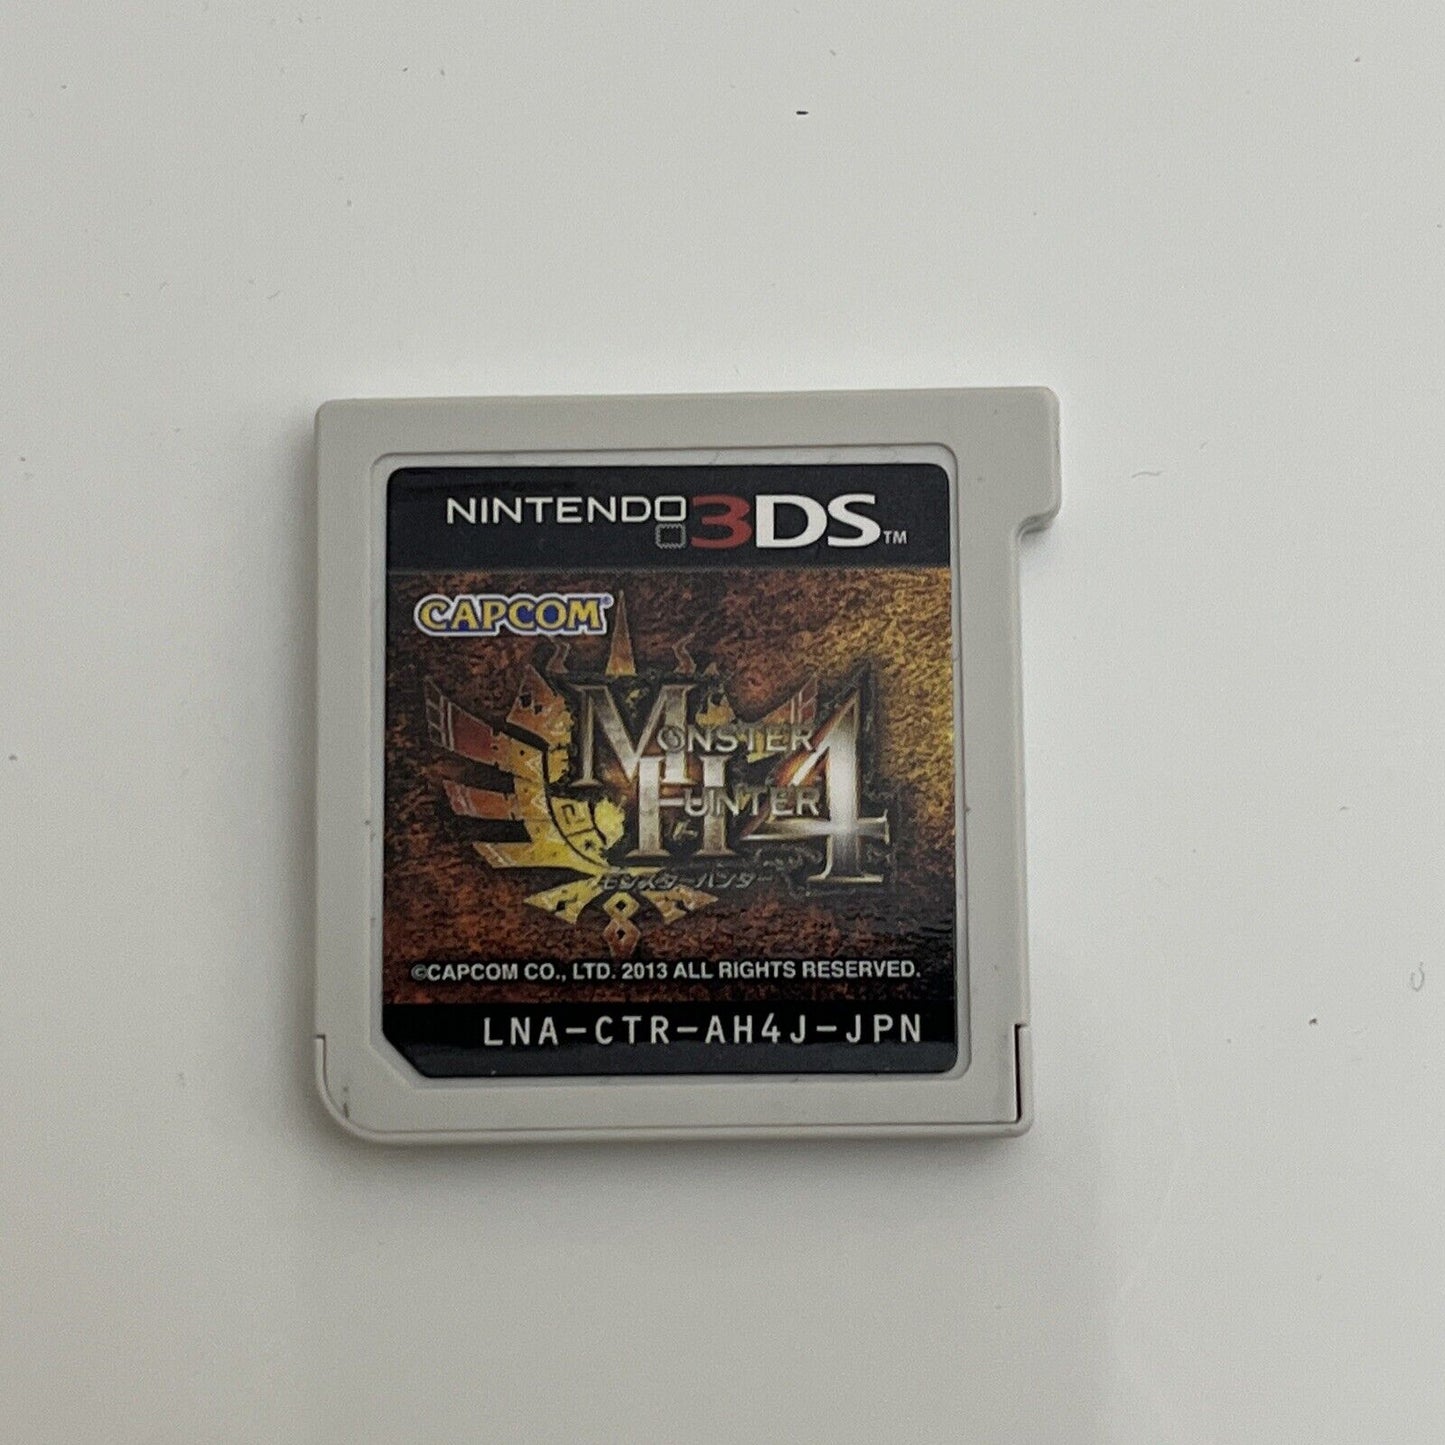 NINTENDO 3DS™
CAPCOM®
MONSTER
HUNTER 4
モンスターハンター
©CAPCOM CO., LTD. 2013 ALL RIGHTS RESERVED.
LNA-CTR-AH4J-JPN